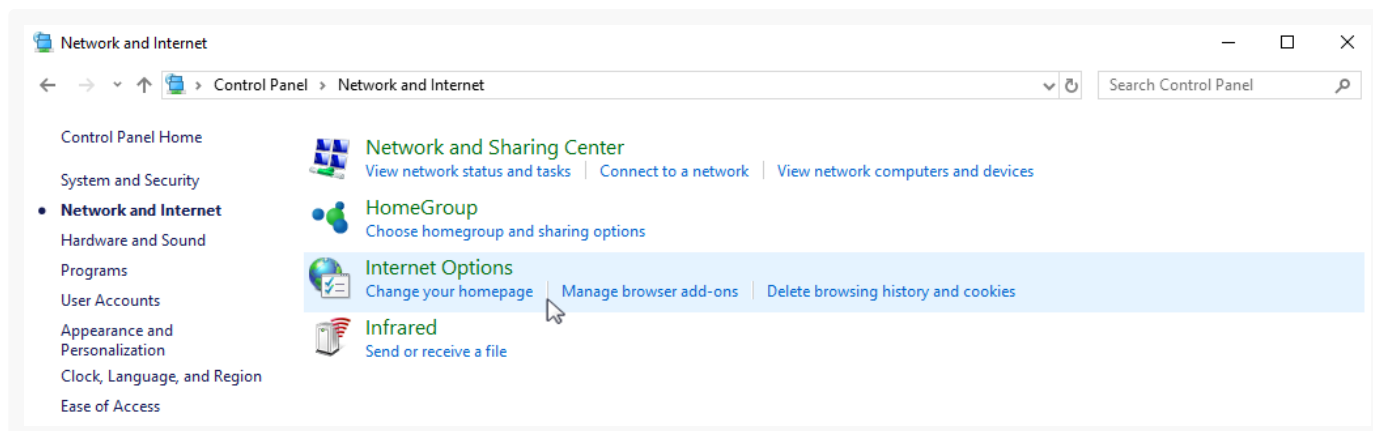 Network and Internet
Control Panel > Network and Internet
Search Control Panel
Control Panel Home
System and Security
Network and Internet
Hardware and Sound
Programs
User Accounts
Appearance and
Personalization
Clock, Language, and Region
Ease of Access
Network and Sharing Center
View network status and tasks | Connect to a network | View network computers and devices
HomeGroup
Choose homegroup and sharing options
Internet Options
Change your homepage | Manage browser add-ons | Delete browsing history and cookies
Infrared
Send or receive a file